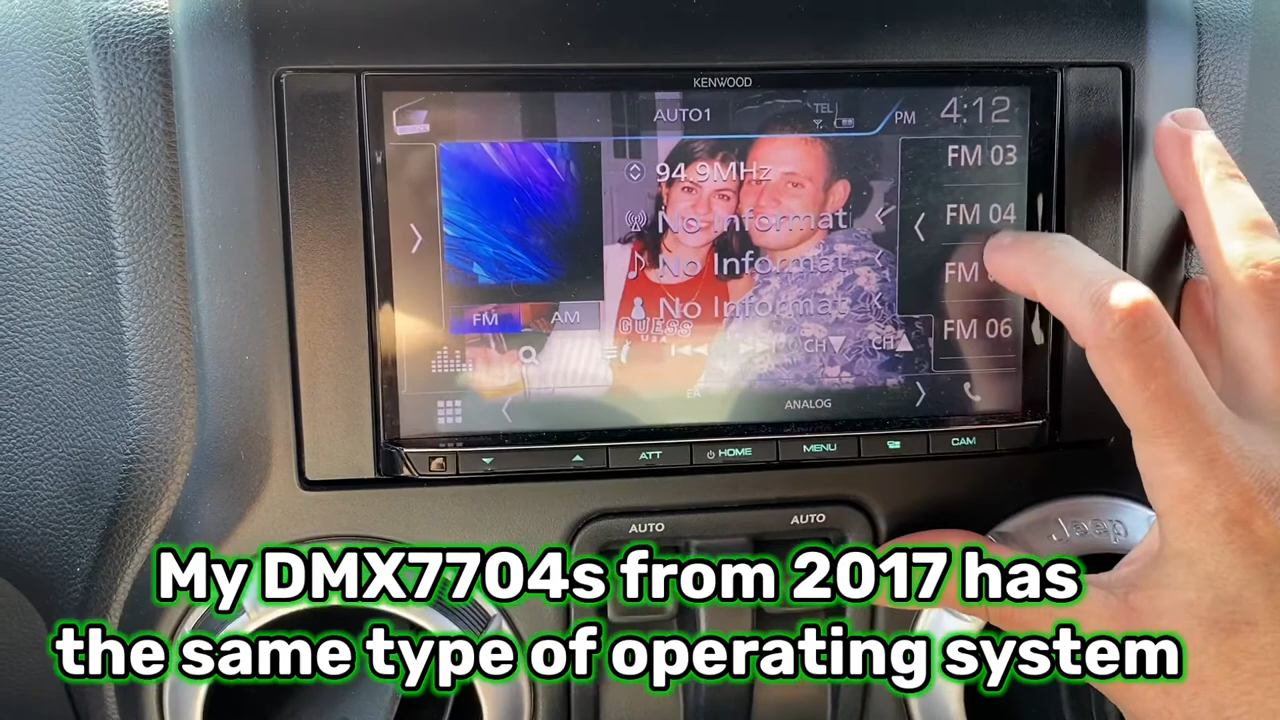 KENWOOD
AUTO1
TEL
PM 4:12
94.9MHz
No Informati
No Informat
No Informat
FM 03
FM 04
FM
FM 06
FM AM
GUESS
USA
CH CH
ANALOG
ATT HOME MENU CAM
AUTO AUTO
Jeep
My DMX7704s from 2017 has
the same type of operating system